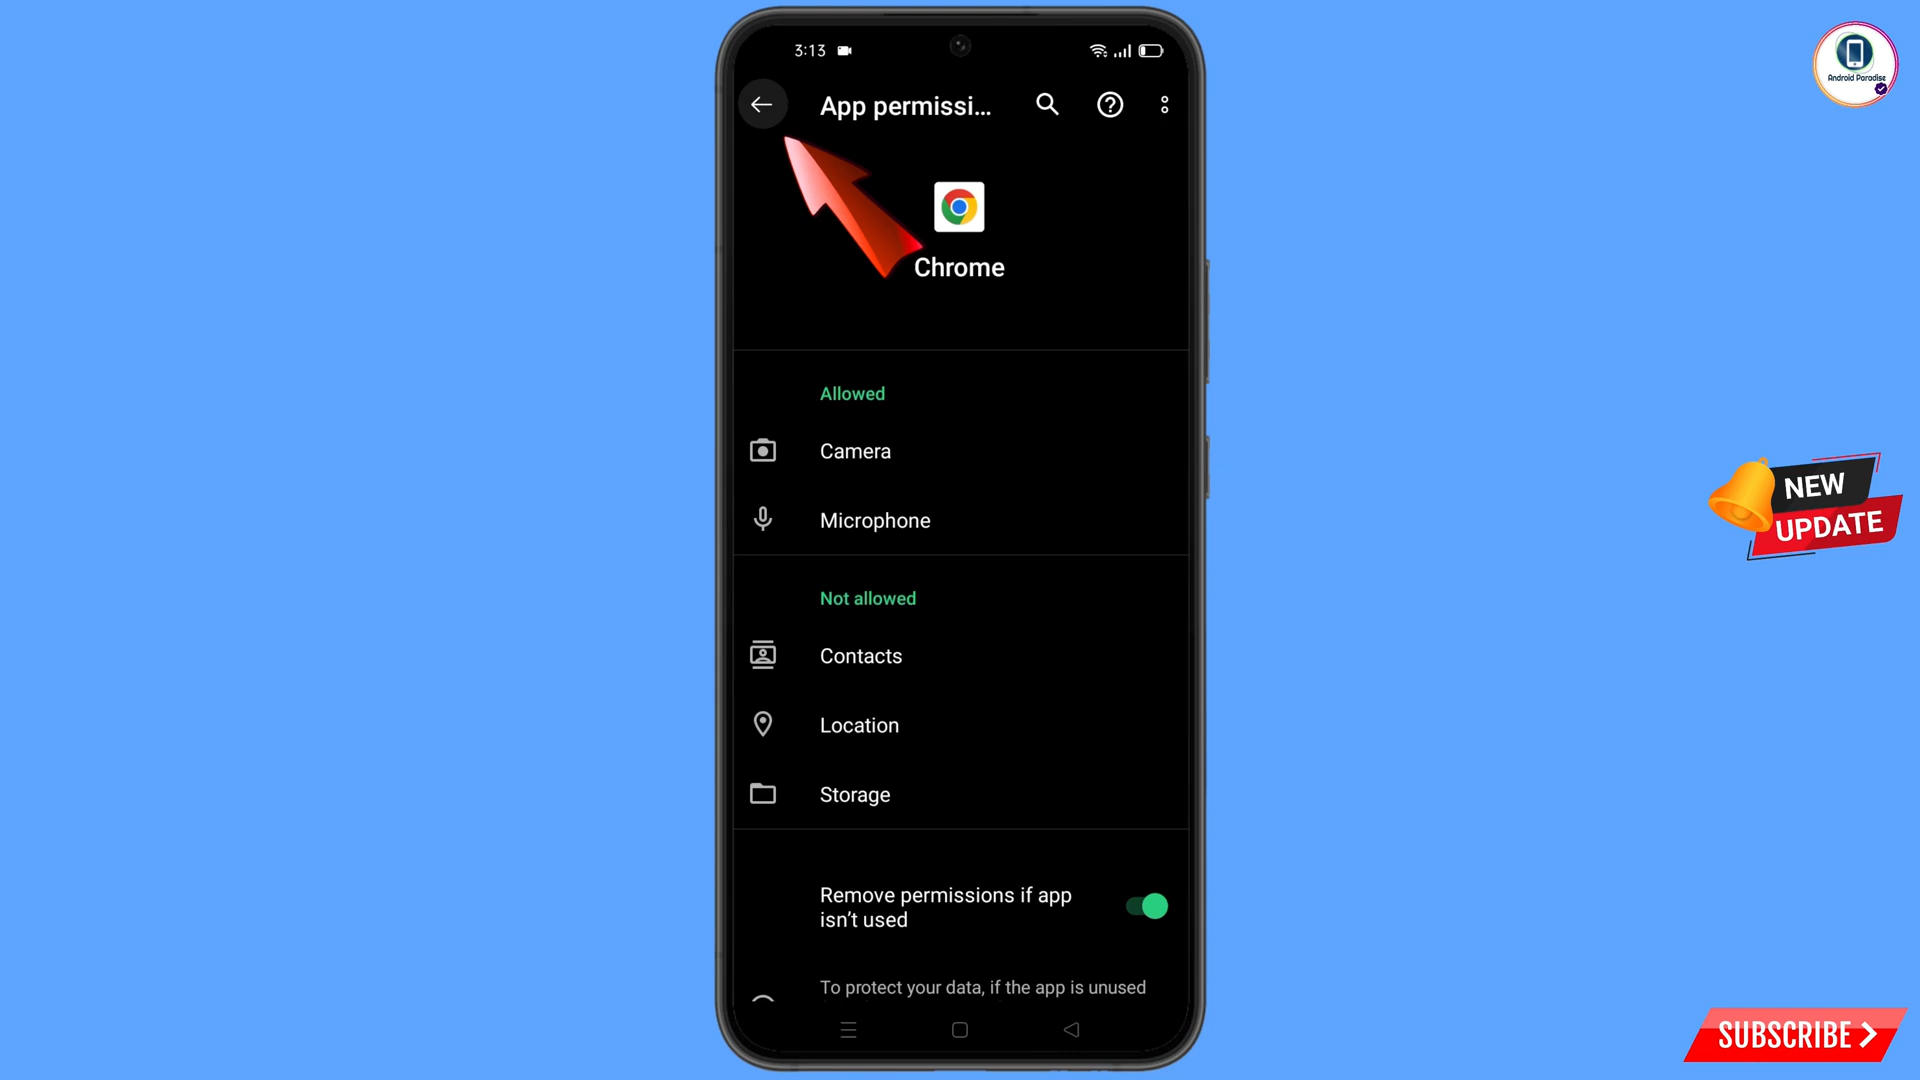 3:13
App permissi...
Chrome
Allowed
Camera
Microphone
Not allowed
Contacts
Location
Storage
Remove permissions if app
isn't used
To protect your data, if the app is unused
Android Paradise
NEW
UPDATE
SUBSCRIBE